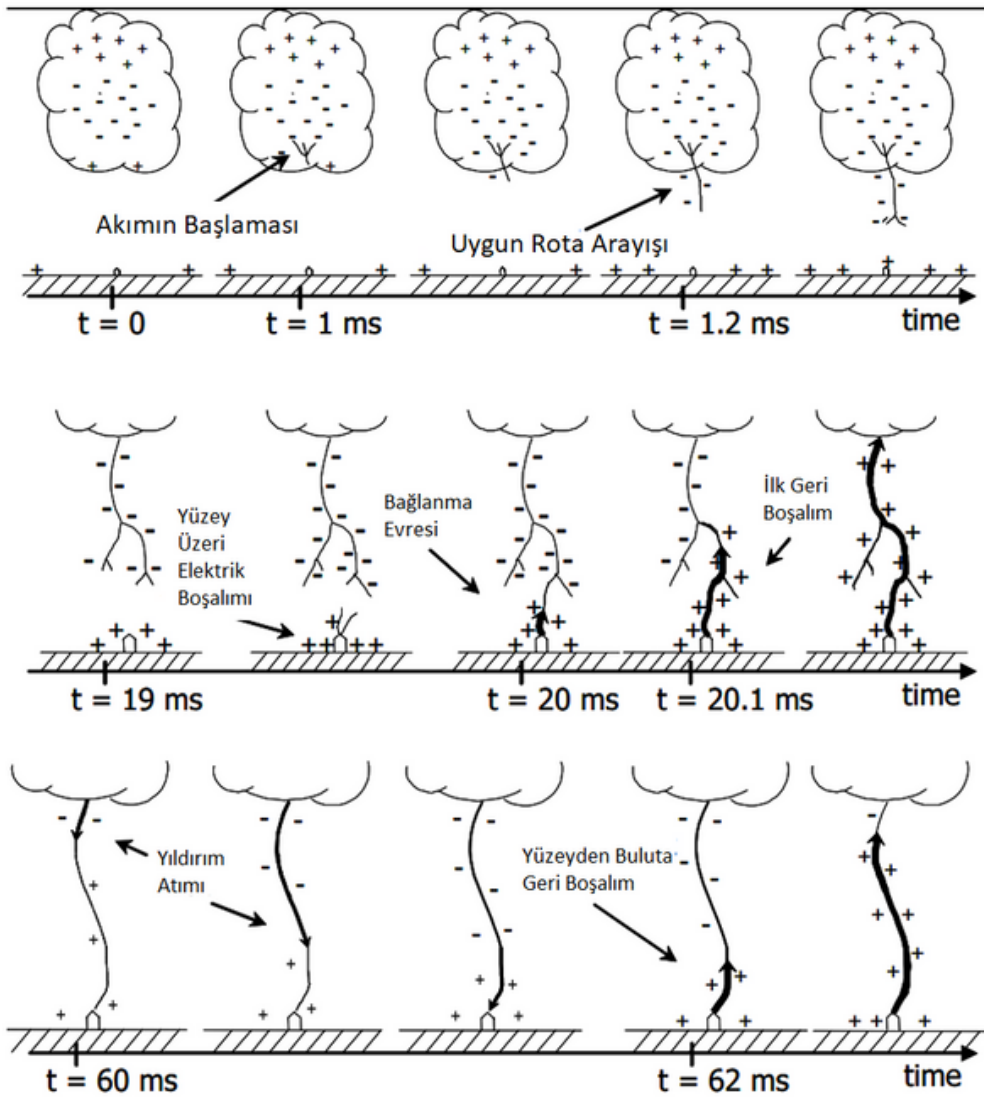 Akımın Başlaması
Uygun Rota Arayışı
t = 0
t = 1 ms
t = 1.2 ms
time
Yüzey
Üzeri
Elektrik
Boşalımı
Bağlanma
Evresi
İlk Geri
Boşalım
t = 19 ms
t = 20 ms
t = 20.1 ms
time
Yıldırım
Atımı
Yüzeyden Buluta
Geri Boşalım
t = 60 ms
t = 62 ms
time